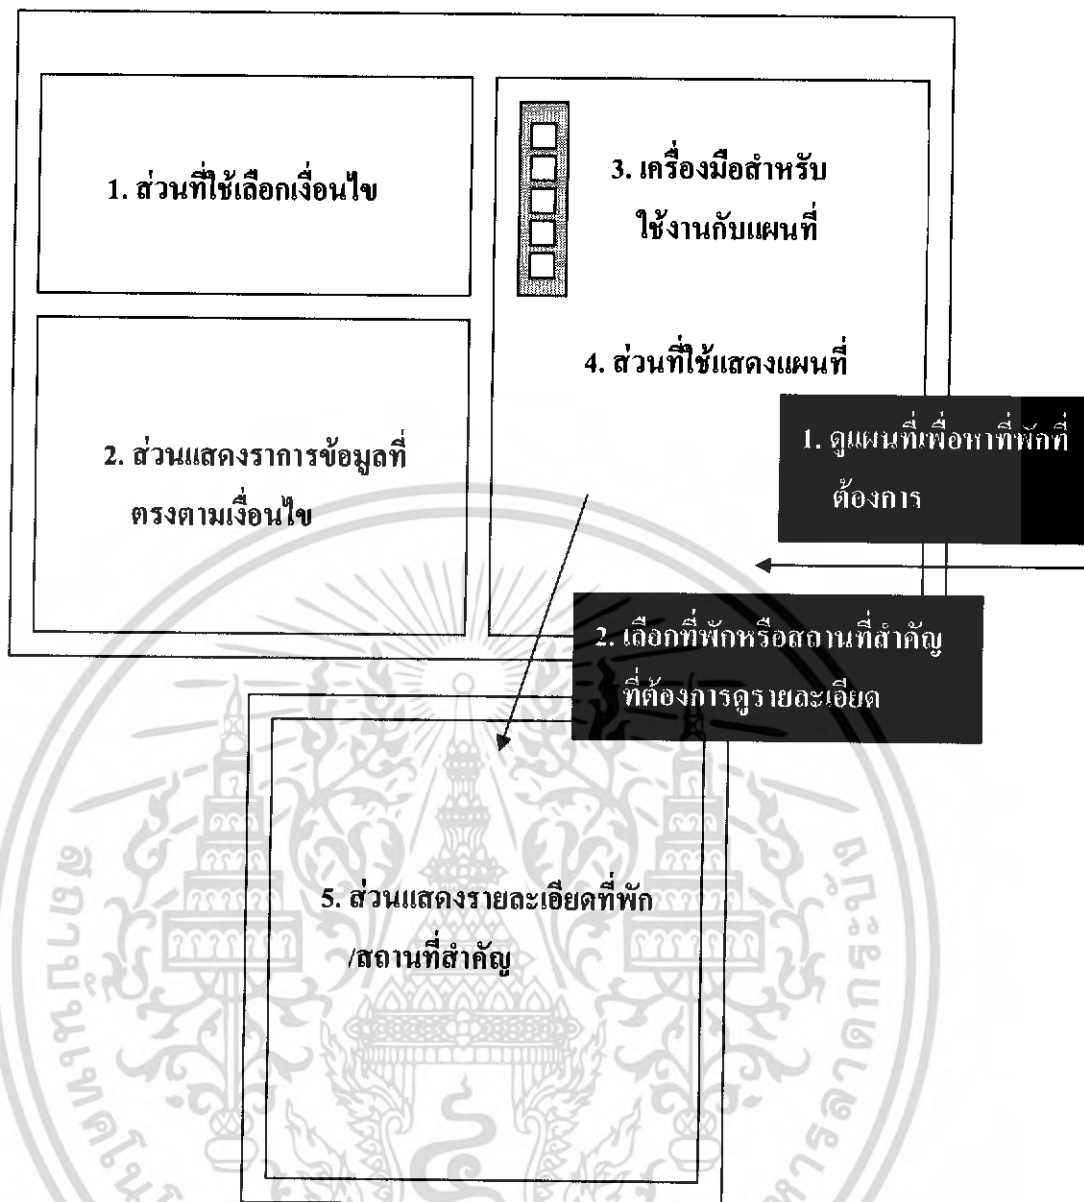 1. ส่วนที่ใช้เลือกเงื่อนไข
3. เครื่องมือสำหรับ
ใช้งานกับแผนที่
4. ส่วนที่ใช้แสดงแผนที่
2. ส่วนแสดงรายการข้อมูลที่
ตรงตามเงื่อนไข
1. ดูแผนที่เพื่อหาที่พักที่
ต้องการ
2. เลือกที่พักหรือสถานที่สำคัญ
ที่ต้องการดูรายละเอียด
5. ส่วนแสดงรายละเอียดที่พัก
/สถานที่สำคัญ